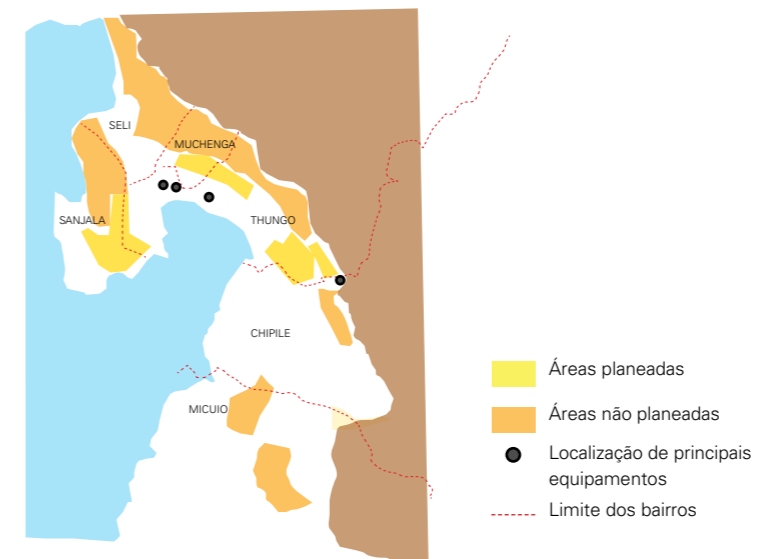 SELI
MUCHENGA
SANJALA
THUNGO
CHIPILE
MICUIO
Áreas planeadas
Áreas não planeadas
Localização de principais
equipamentos
Limite dos bairros